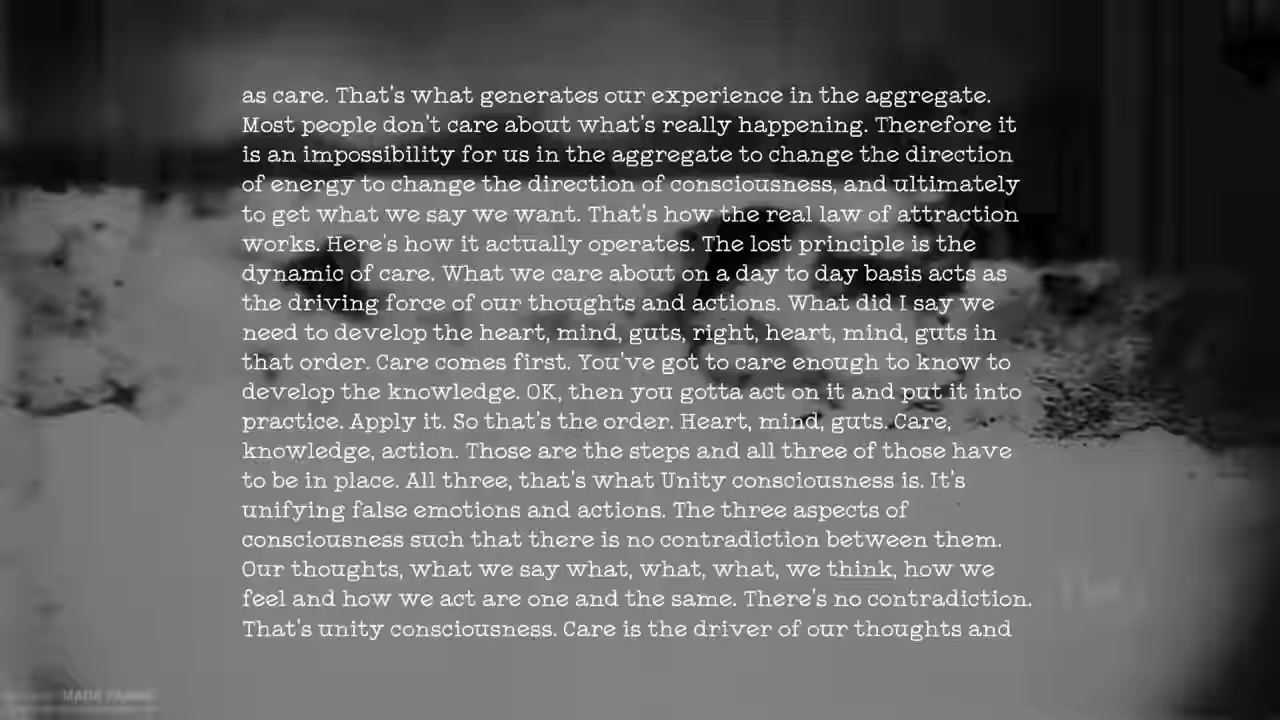 as care. That's what generates our experience in the aggregate.
Most people don't care about what's really happening. Therefore it
is an impossibility for us in the aggregate to change the direction
of energy to change the direction of consciousness, and ultimately
to get what we say we want. That's how the real law of attraction
works. Here's how it actually operates. The lost principle is the
dynamic of care. What we care about on a day to day basis acts as
the driving force of our thoughts and actions. What did I say we
need to develop the heart, mind, guts, right, heart, mind, guts in
that order. Care comes first. You've got to care enough to know to
develop the knowledge. OK, then you gotta act on it and put it into
practice. Apply it. So that's the order. Heart, mind, guts. Care,
knowledge, action. Those are the steps and all three of those have
to be in place. All three, that's what Unity consciousness is. It's
unifying false emotions and actions. The three aspects of
consciousness such that there is no contradiction between them.
Our thoughts, what we say what, what, what, we think, how we
feel and how we act are one and the same. There's no contradiction.
That's unity consciousness. Care is the driver of our thoughts and